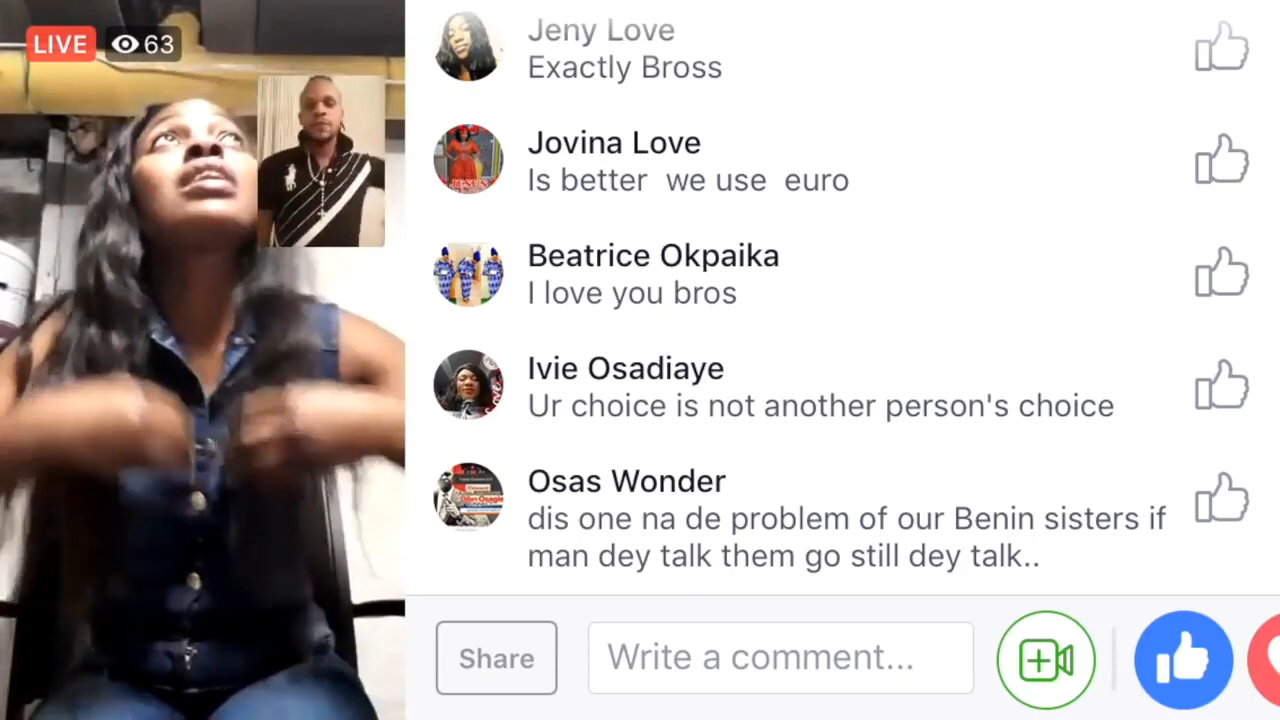 LIVE 63
Jeny Love
Exactly Bross
Jovina Love
Is better we use euro
Beatrice Okpaika
I love you bros
Ivie Osadiaye
Ur choice is not another person's choice
Osas Wonder
dis one na de problem of our Benin sisters if
man dey talk them go still dey talk..
Share
Write a comment...
JESUS